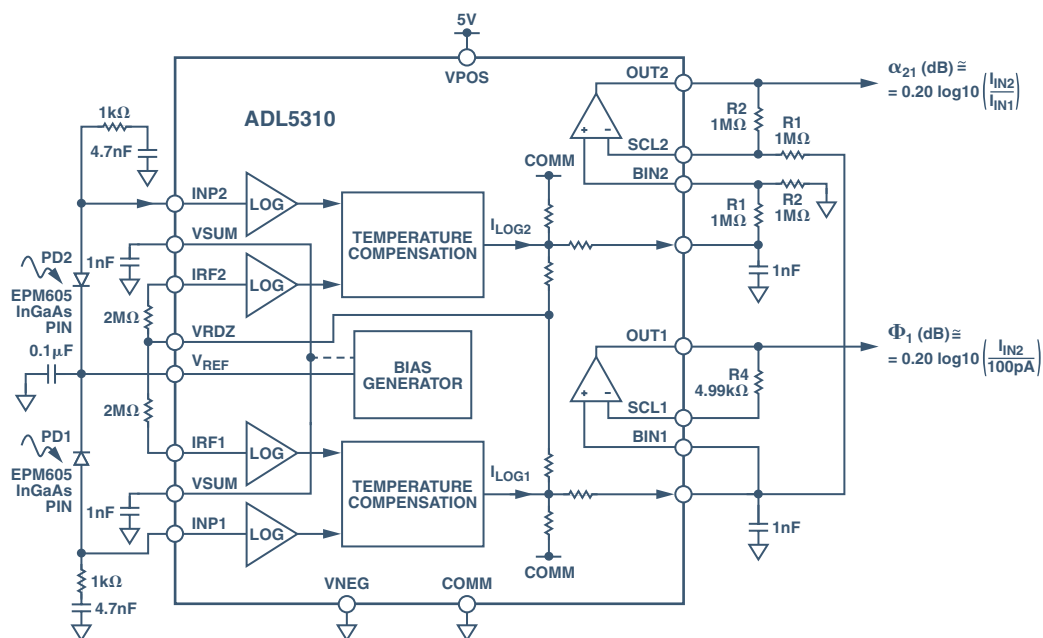 5V
VPOS
ADL5310
1kΩ
4.7nF
INP2
LOG
VSUM
1nF
PD2
EPM605
InGaAs
PIN
IRF2
LOG
2MΩ
VRDZ
0.1μF
VREF
2MΩ
PD1
EPM605
InGaAs
PIN
IRF1
LOG
VSUM
1nF
INP1
LOG
1kΩ
4.7nF
TEMPERATURE
COMPENSATION
ILOG2
COMM
BIAS
GENERATOR
TEMPERATURE
COMPENSATION
ILOG1
COMM
VNEG
COMM
OUT2
+ –
SCL2
BIN2
R2
1MΩ
R1
1MΩ
R1
1MΩ
R2
1MΩ
1nF
α21 (dB) ≅
= 0.20 log10 (IIN2/IIN1)
OUT1
+ –
SCL1
BIN1
R4
4.99kΩ
1nF
Φ1 (dB) ≅
= 0.20 log10 (IIN2/100pA)